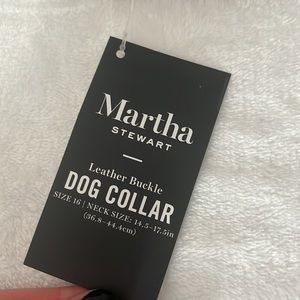 Martha
STEWART
Leather Buckle
DOG COLLAR
SIZE 16 | NECK SIZE: 14.5-17.5in
(36.8-44.4cm)